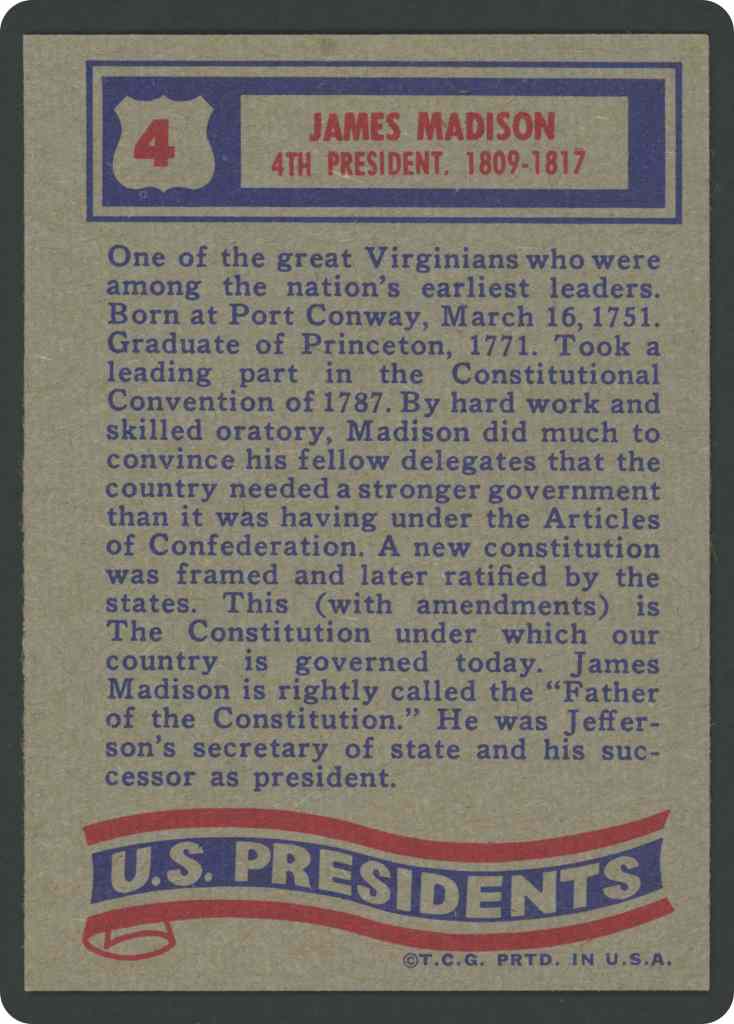 4
JAMES MADISON
4TH PRESIDENT. 1809-1817
One of the great Virginians who were
among the nation's earliest leaders.
Born at Port Conway, March 16, 1751.
Graduate of Princeton, 1771. Took a
leading part in the Constitutional
Convention of 1787. By hard work and
skilled oratory, Madison did much to
convince his fellow delegates that the
country needed a stronger government
than it was having under the Articles
of Confederation. A new constitution
was framed and later ratified by the
states. This (with amendments) is
The Constitution under which our
country is governed today. James
Madison is rightly called the “Father
of the Constitution.” He was Jeffer-
son's secretary of state and his suc-
cessor as president.
U.S. PRESIDENTS
©T.C.G. PRTD. IN U.S.A.